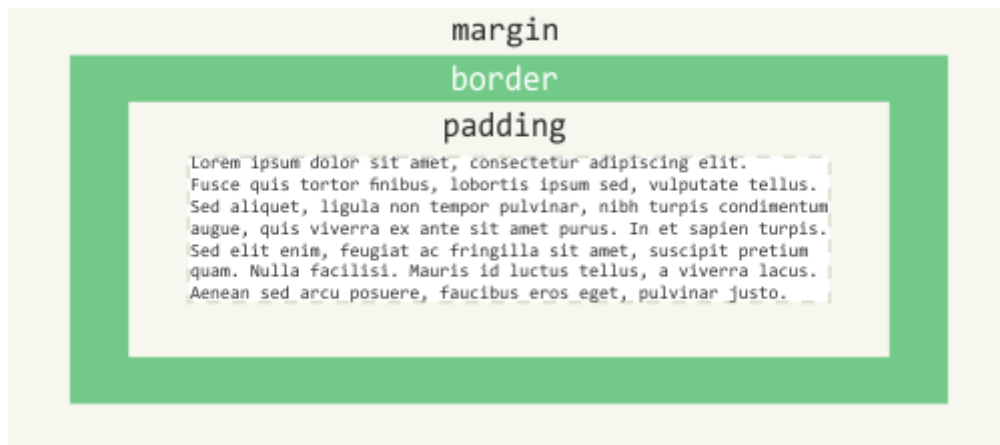 margin
border
padding
Lorem ipsum dolor sit amet, consectetur adipiscing elit.
Fusce quis tortor finibus, lobortis ipsum sed, vulputate tellus.
Sed aliquet, ligula non tempor pulvinar, nibh turpis condimentum
augue, quis viverra ex ante sit amet purus. In et sapien turpis.
Sed elit enim, feugiat ac fringilla sit amet, suscipit pretium
quam. Nulla facilisi. Mauris id luctus tellus, a viverra lacus.
Aenean sed arcu posuere, faucibus eros eget, pulvinar justo.